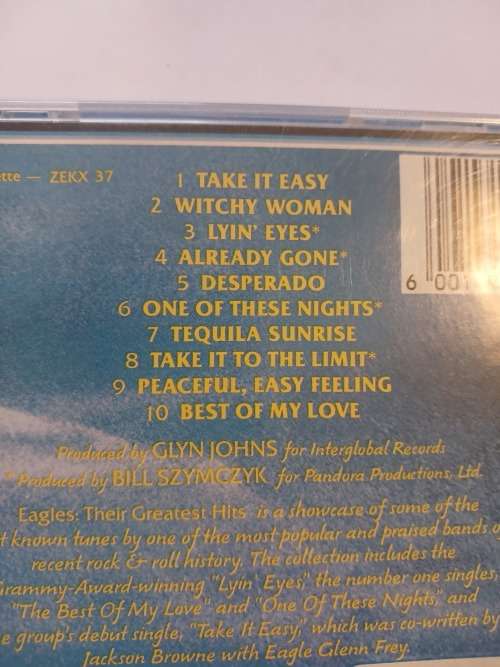 tte — ZEKX 37
1 TAKE IT EASY
2 WITCHY WOMAN
3 LYIN' EYES*
4 ALREADY GONE*
5 DESPERADO
6 ONE OF THESE NIGHTS*
7 TEQUILA SUNRISE
8 TAKE IT TO THE LIMIT*
9 PEACEFUL, EASY FEELING
10 BEST OF MY LOVE
6 001
Produced by GLYN JOHNS for Interglobal Records
*Produced by BILL SZYMCZYK for Pandora Productions, Ltd.
Eagles: Their Greatest Hits is a showcase of some of the
t known tunes by one of the most popular and praised bands o
recent rock & roll history. The collection includes the
rammy-Award-winning "Lyin' Eyes," the number one singles,
"The Best Of My Love" and "One Of These Nights," and
e group's debut single, "Take It Easy," which was co-written by
Jackson Browne with Eagle Glenn Frey.